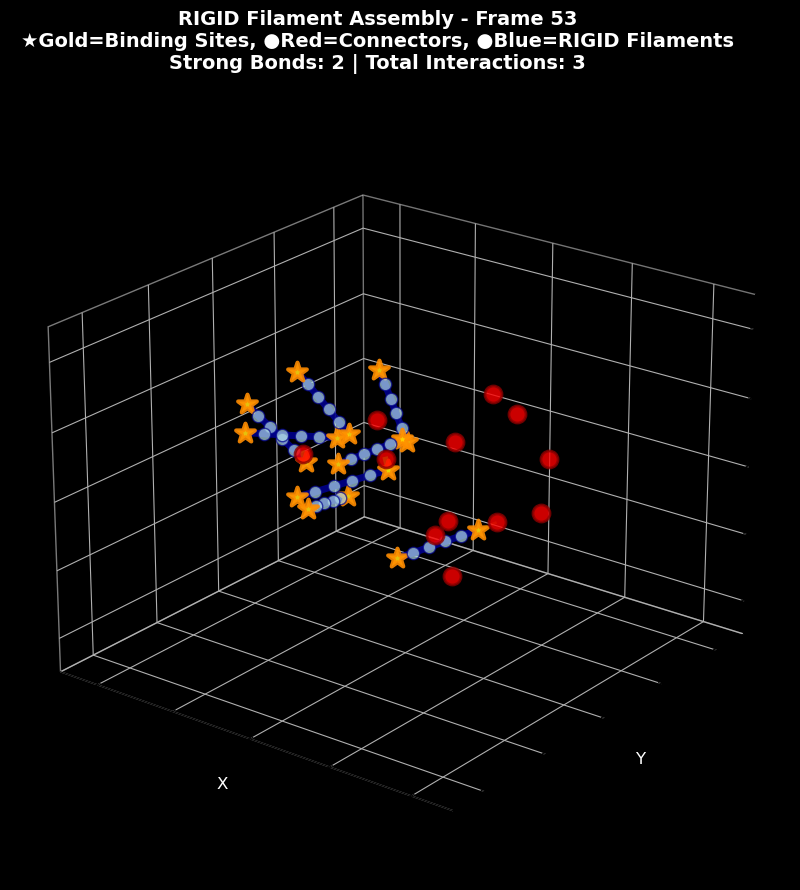 RIGID Filament Assembly - Frame 53
★Gold=Binding Sites, ●Red=Connectors, ●Blue=RIGID Filaments
Strong Bonds: 2 | Total Interactions: 3
Y
X